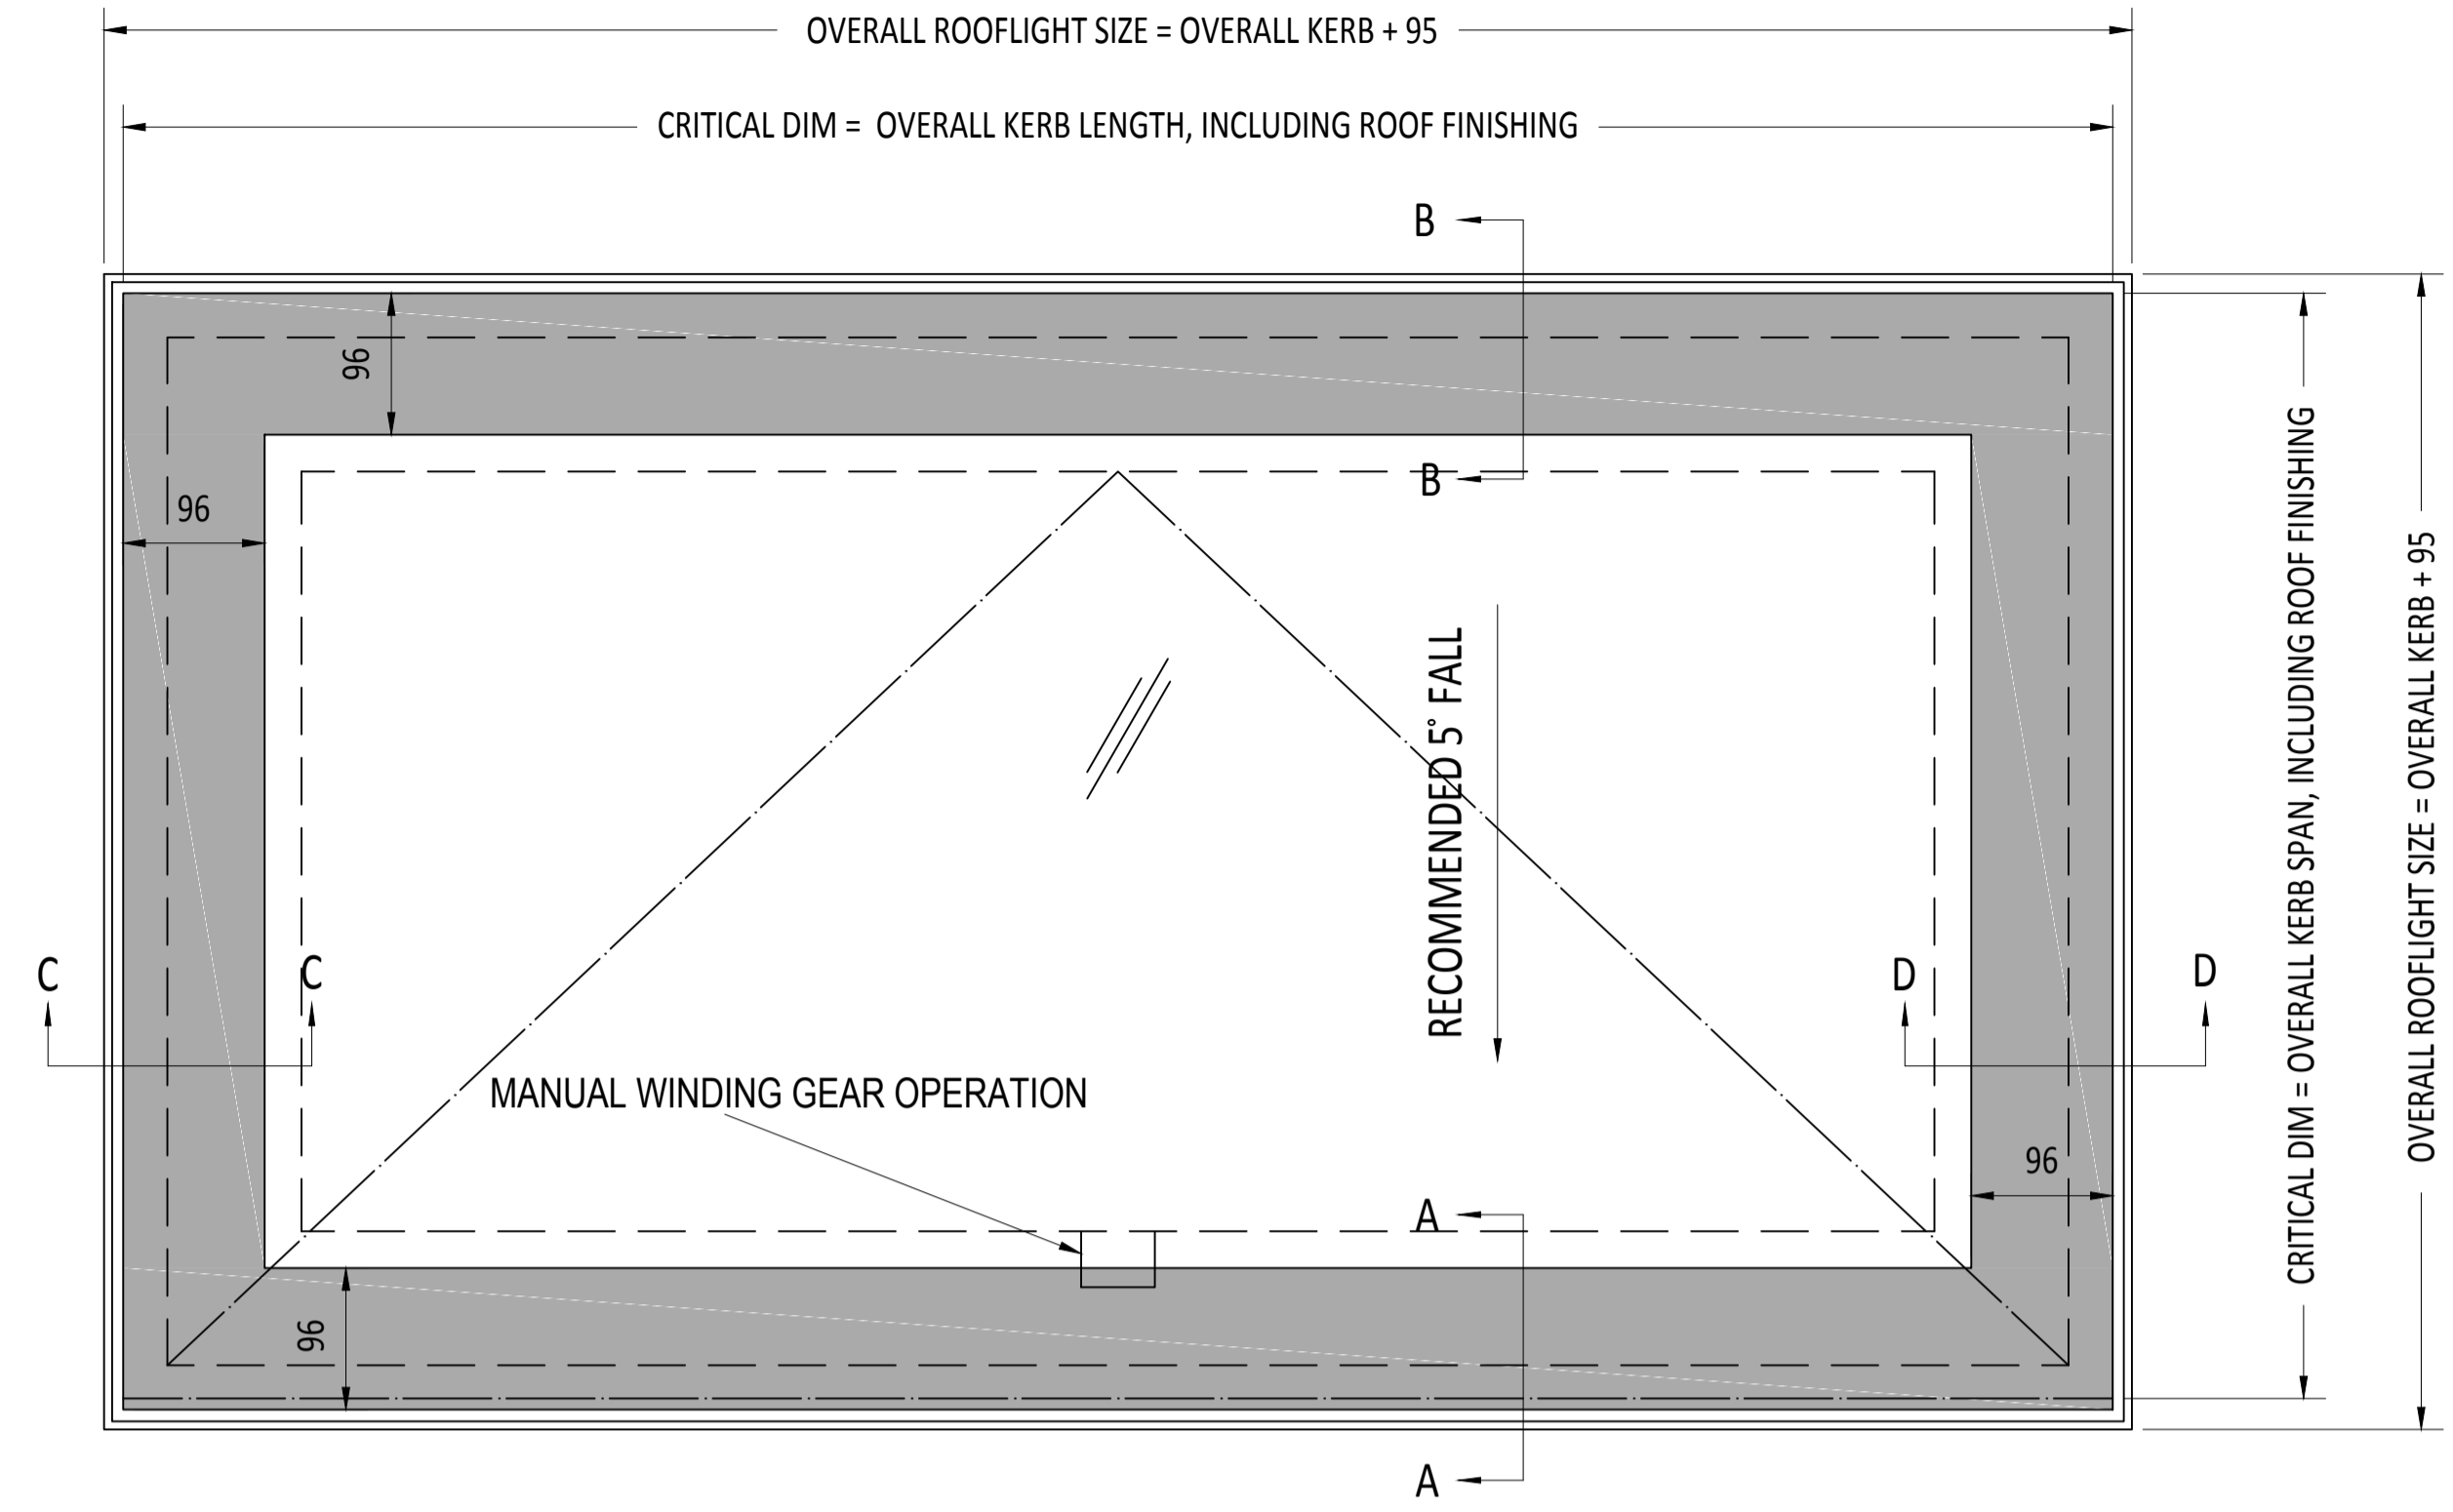 OVERALL ROOFLIGHT SIZE = OVERALL KERB + 95
CRITICAL DIM = OVERALL KERB LENGTH, INCLUDING ROOF FINISHING
B
96
B
96
RECOMMENDED 5° FALL
CRITICAL DIM = OVERALL KERB SPAN, INCLUDING ROOF FINISHING
OVERALL ROOFLIGHT SIZE = OVERALL KERB + 95
C
C
D
D
MANUAL WINDING GEAR OPERATION
96
A
96
A